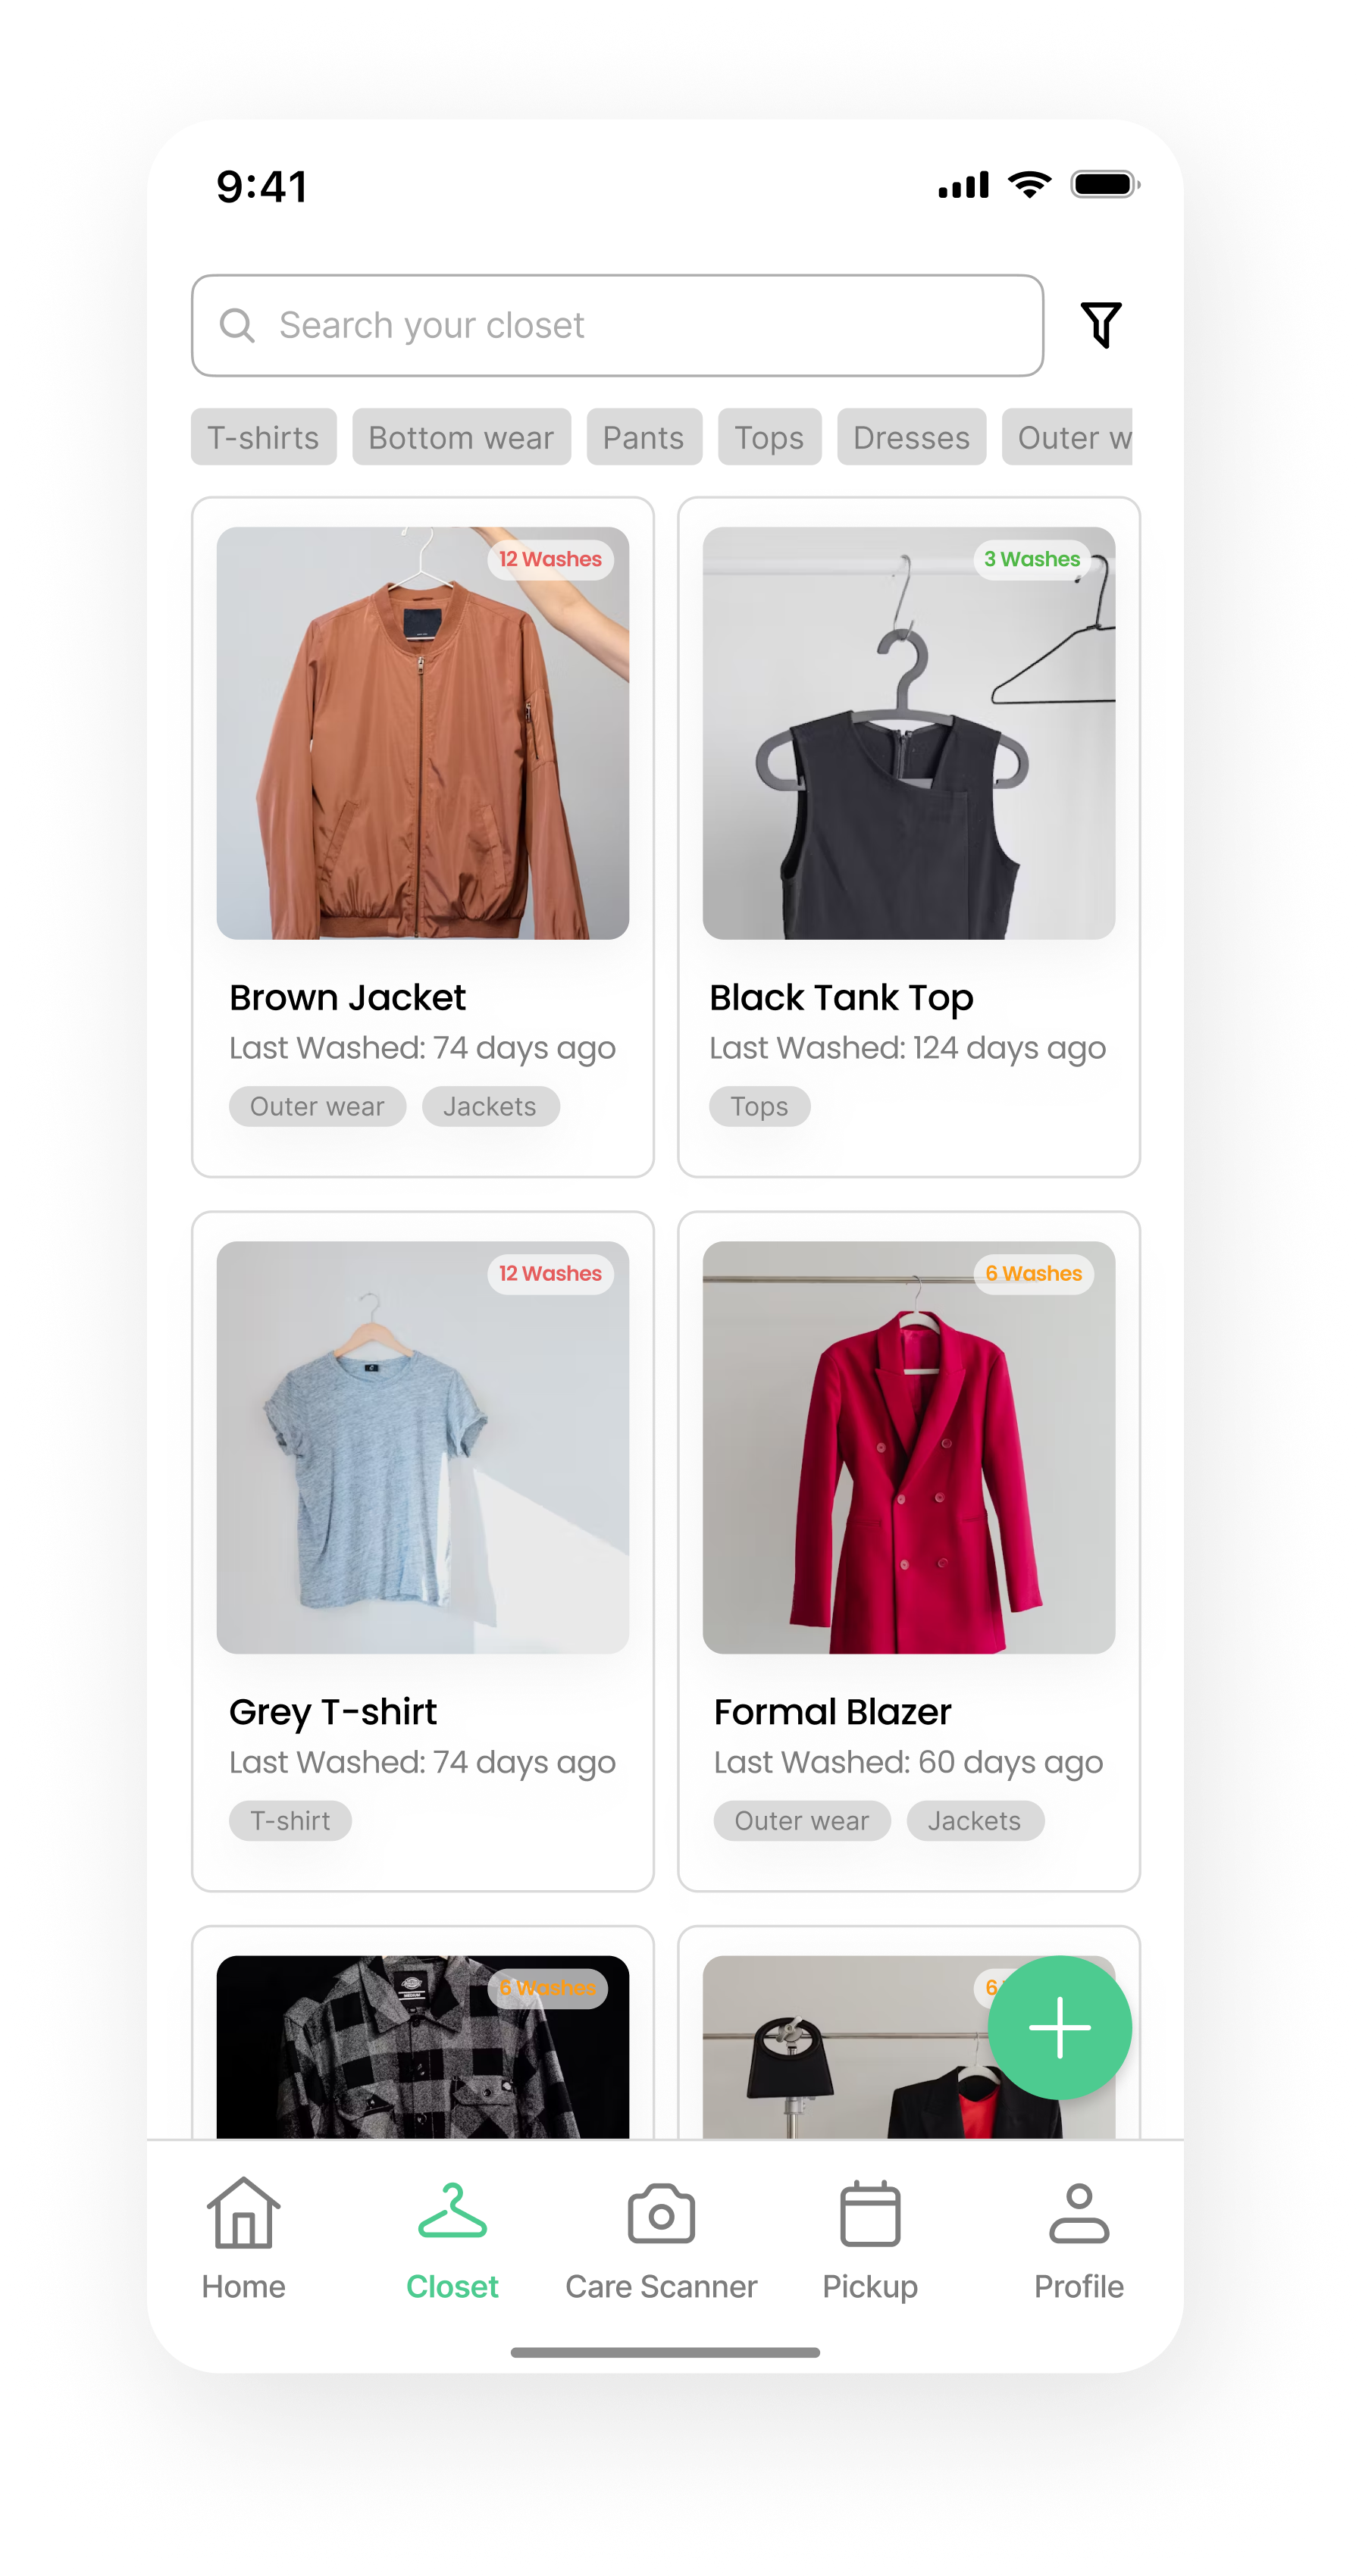 9:41
Search your closet
T-shirts Bottom wear Pants Tops Dresses Outer w
12 Washes
3 Washes
Brown Jacket
Last Washed: 74 days ago
Outer wear Jackets
Black Tank Top
Last Washed: 124 days ago
Tops
12 Washes
6 Washes
Grey T-shirt
Last Washed: 74 days ago
T-shirt
Formal Blazer
Last Washed: 60 days ago
Outer wear Jackets
6 Washes
6
Home Closet Care Scanner Pickup Profile